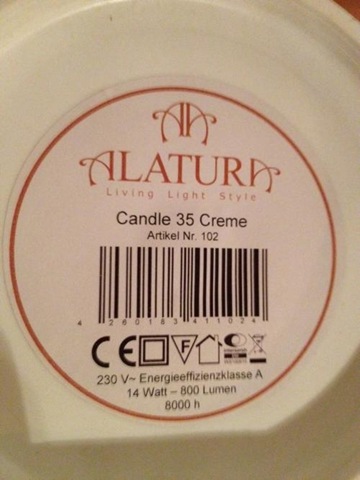 ALATURA
Living Light Style
Candle 35 Creme
Artikel Nr. 102
4 260183 411024
CE F
230 V~ Energieeffizienzklasse A
14 Watt – 800 Lumen
8000 h